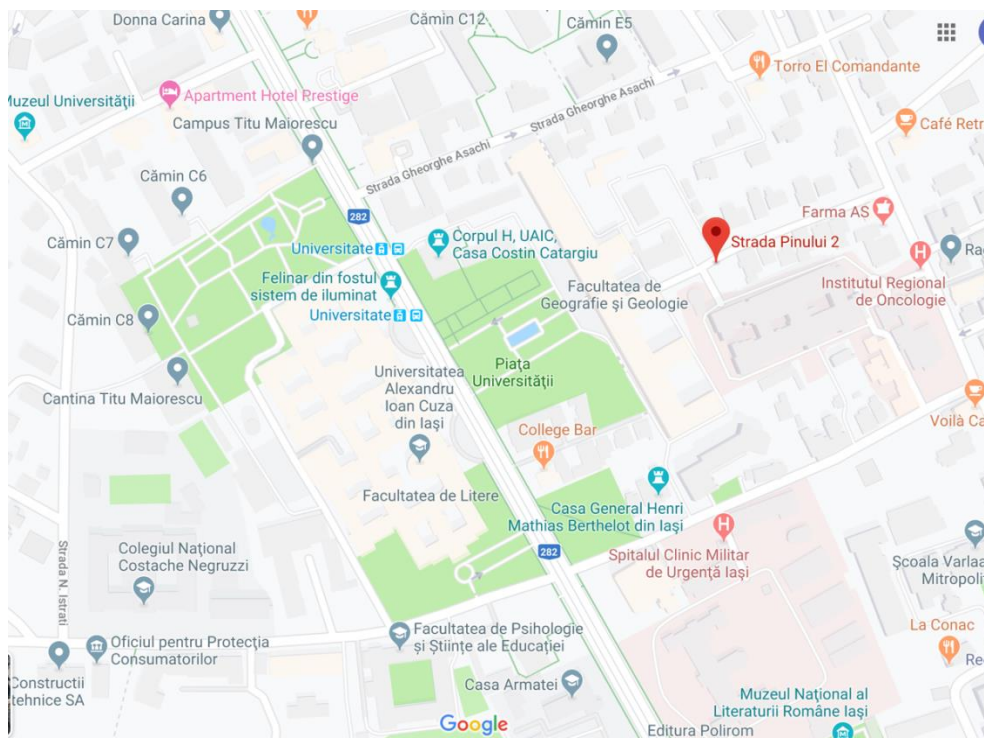 Donna Carina
Cămin C12
Cămin E5
Torro El Comandante
Muzeul Universității
Apartment Hotel Prestige
Campus Titu Maiorescu
Strada Gheorghe Asachi
Strada Gheorghe Asachi
Café Retr
Cămin C6
282
Farma AS
Strada Pinului 2
Cămin C7
Universitate
Corpul H, UAIC,
Casa Costin Catargiu
Felinar din fostul
sistem de iluminat
Facultatea de
Geografie și Geologie
Institutul Regional
de Oncologie
Universitate
Cămin C8
Piața
Universității
Universitatea
Alexandru
Ioan Cuza
din Iași
Cantina Titu Maiorescu
College Bar
Voilà Ca
Facultatea de Litere
Casa General Henri
Mathias Berthelot din Iași
282
Spitalul Clinic Militar
de Urgență Iași
Colegiul Național
Costache Negruzzi
Strada N. Istrati
Școala Varlaa
Mitropolit
Oficiul pentru Protecția
Consumatorilor
Facultatea de Psihologie
și Științe ale Educației
La Conac
Constructii
tehnice SA
Casa Armatei
Muzeul Național al
Literaturii Române Iași
Google
Editura Polirom